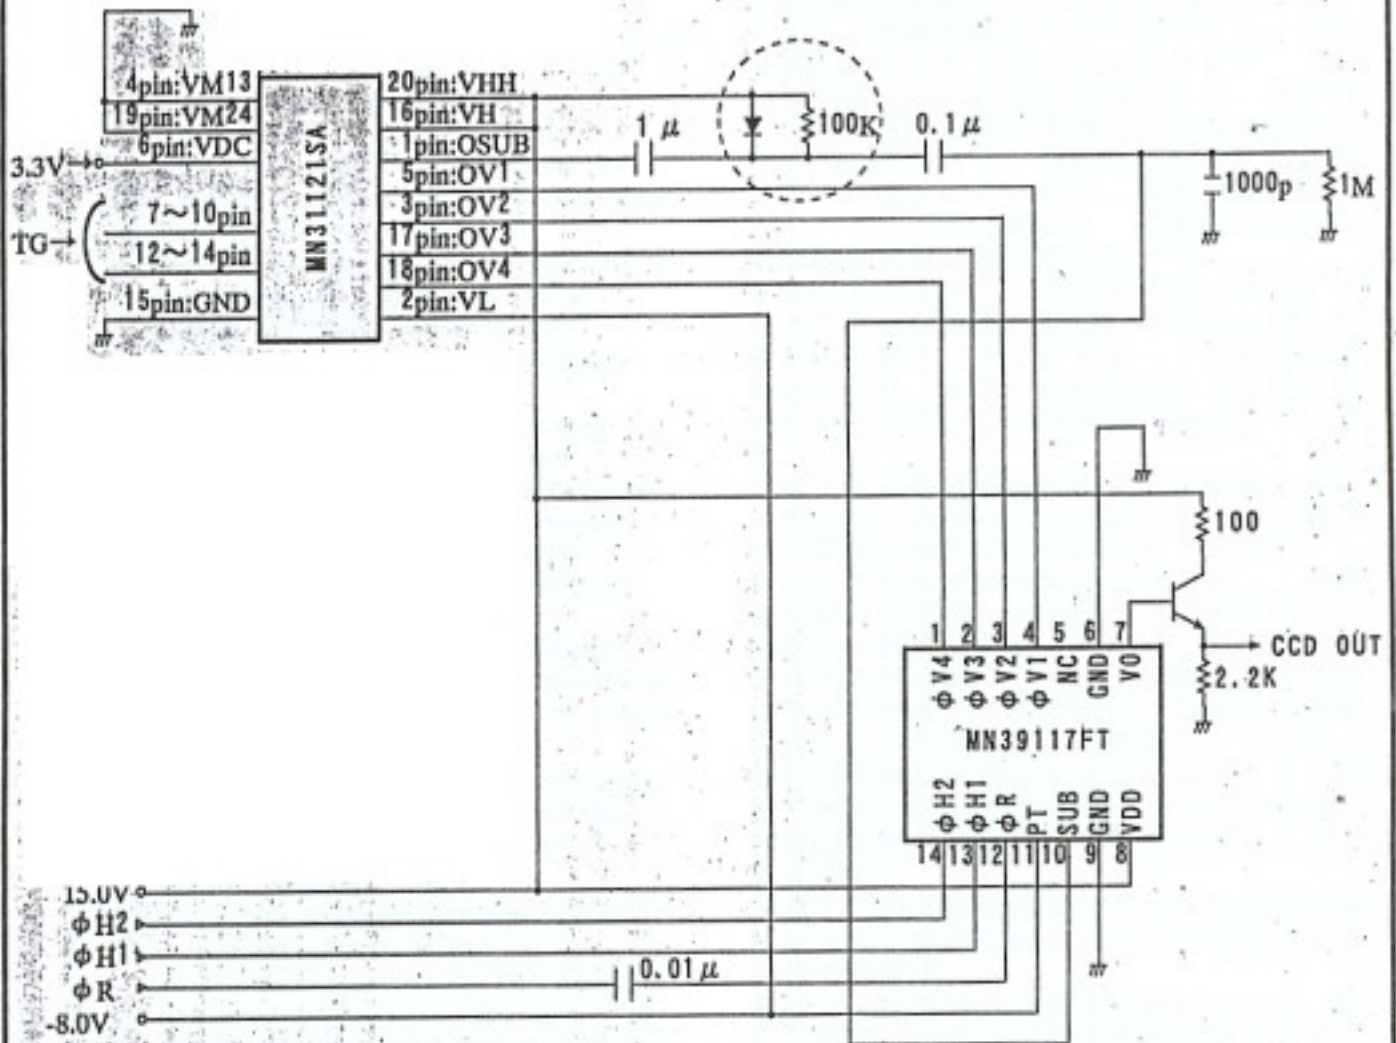 4pin:VM13
19pin:VM24
6pin:VDC
3.3V
7～10pin
TG
12～14pin
15pin:GND
MN31121SA
20pin:VHH
16pin:VH
1pin:OSUB
5pin:OV1
3pin:OV2
17pin:OV3
18pin:OV4
2pin:VL
1μ
100K
0.1μ
1000p
1M
100
CCD OUT
2.2K
1 2 3 4 5 6 7
φV4 φV3 φV2 φV1 NC GND VO
MN39117FT
φH2 φH1 φR PT SUB GND VDD
14 13 12 11 10 9 8
15.0V
φH2
φH1
φR
0.01μ
-8.0V